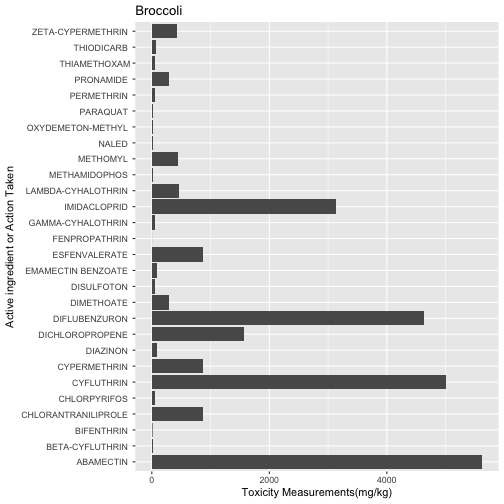 Broccoli
Active ingredient or Action Taken
ZETA-CYPERMETHRIN
THIODICARB
THIAMETHOXAM
PRONAMIDE
PERMETHRIN
PARAQUAT
OXYDEMETON-METHYL
NALED
METHOMYL
METHAMIDOPHOS
LAMBDA-CYHALOTHRIN
IMIDACLOPRID
GAMMA-CYHALOTHRIN
FENPROPATHRIN
ESFENVALERATE
EMAMECTIN BENZOATE
DISULFOTON
DIMETHOATE
DIFLUBENZURON
DICHLOROPROPENE
DIAZINON
CYPERMETHRIN
CYFLUTHRIN
CHLORPYRIFOS
CHLORANTRANILIPROLE
BIFENTHRIN
BETA-CYFLUTHRIN
ABAMECTIN
0 2000 4000
Toxicity Measurements(mg/kg)